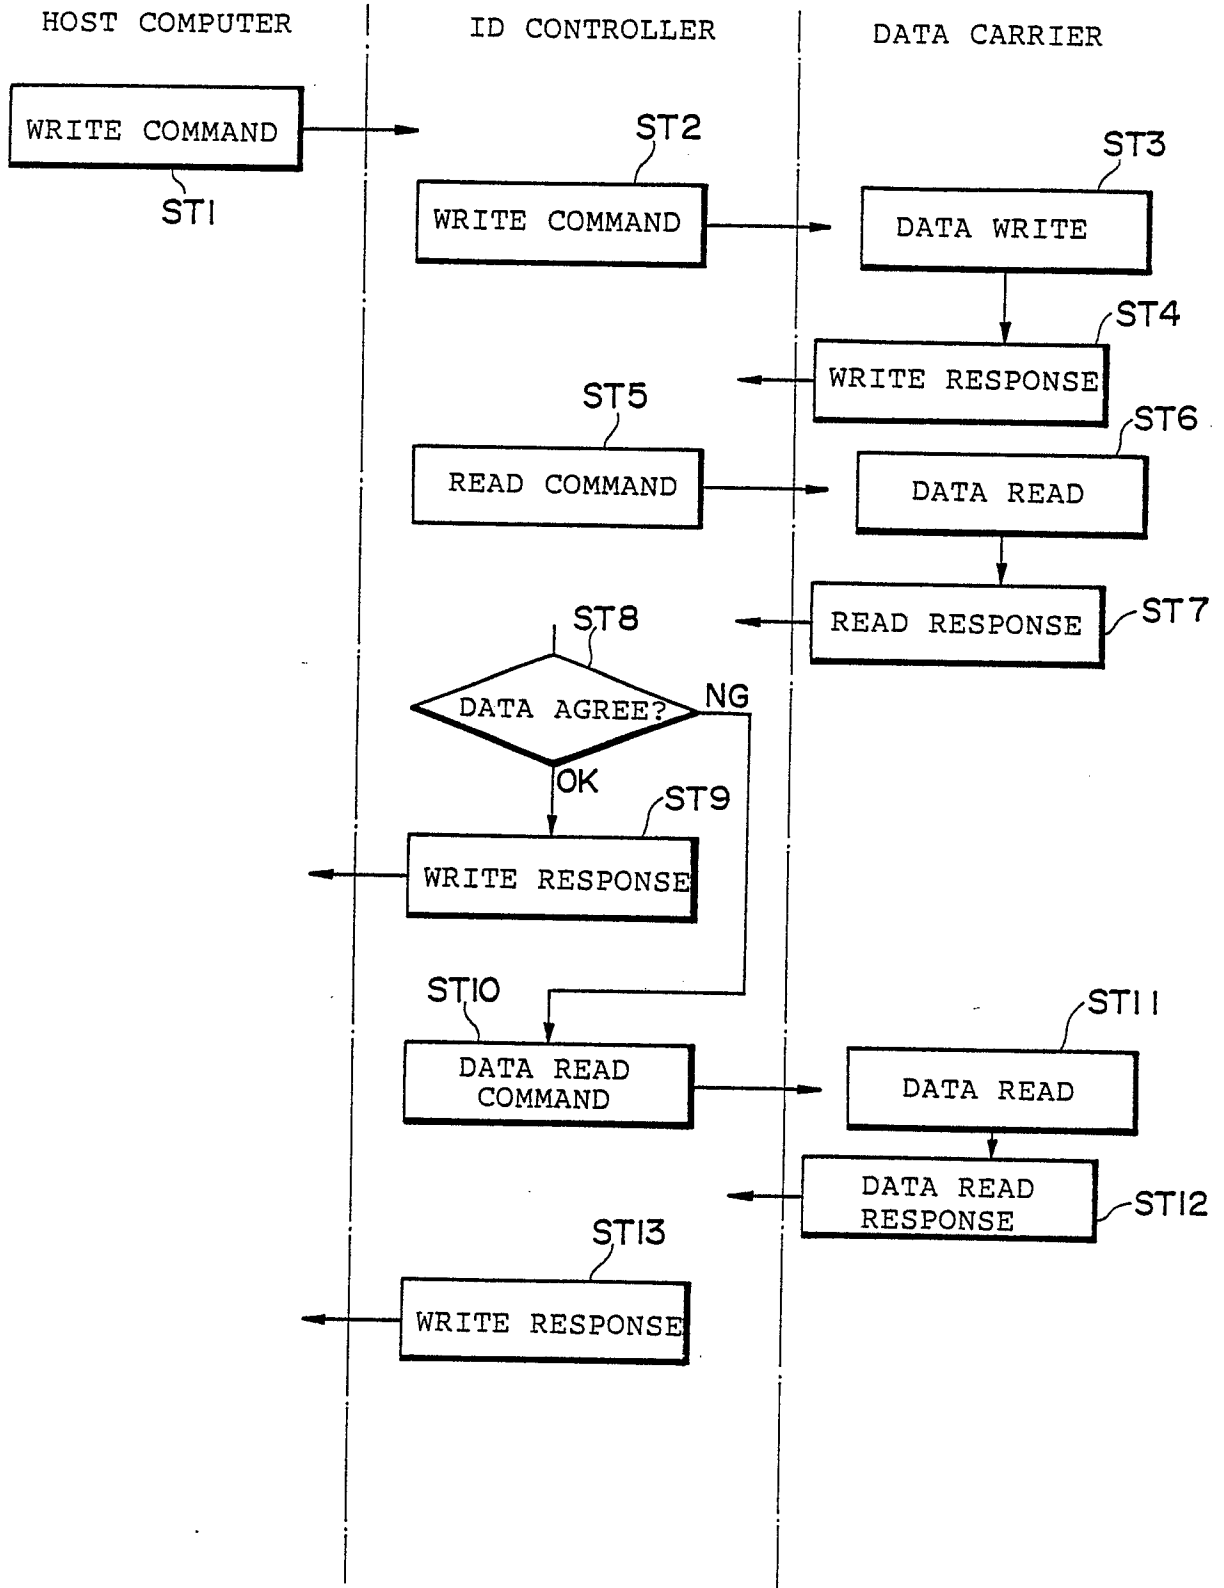 HOST COMPUTER
ID CONTROLLER
DATA CARRIER
WRITE COMMAND
ST1
ST2
WRITE COMMAND
ST3
DATA WRITE
ST4
WRITE RESPONSE
ST5
READ COMMAND
ST6
DATA READ
ST7
READ RESPONSE
ST8
DATA AGREE?
NG
OK
ST9
WRITE RESPONSE
ST10
DATA READ
COMMAND
ST11
DATA READ
DATA READ
RESPONSE
ST12
ST13
WRITE RESPONSE